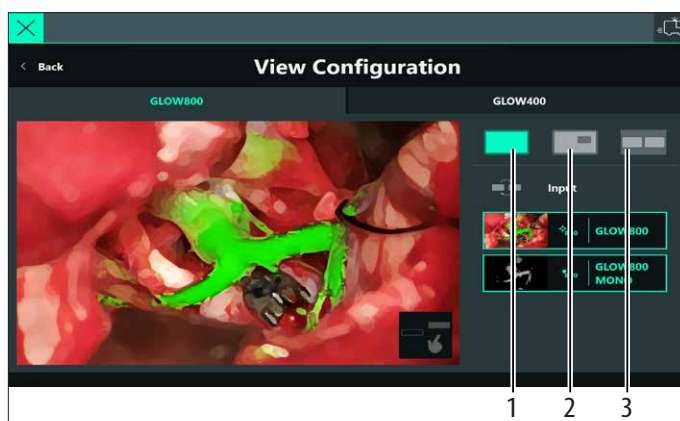 < Back
View Configuration
GLOW800
GLOW400
Input
GLOW800
GLOW800
MONO
1 2 3